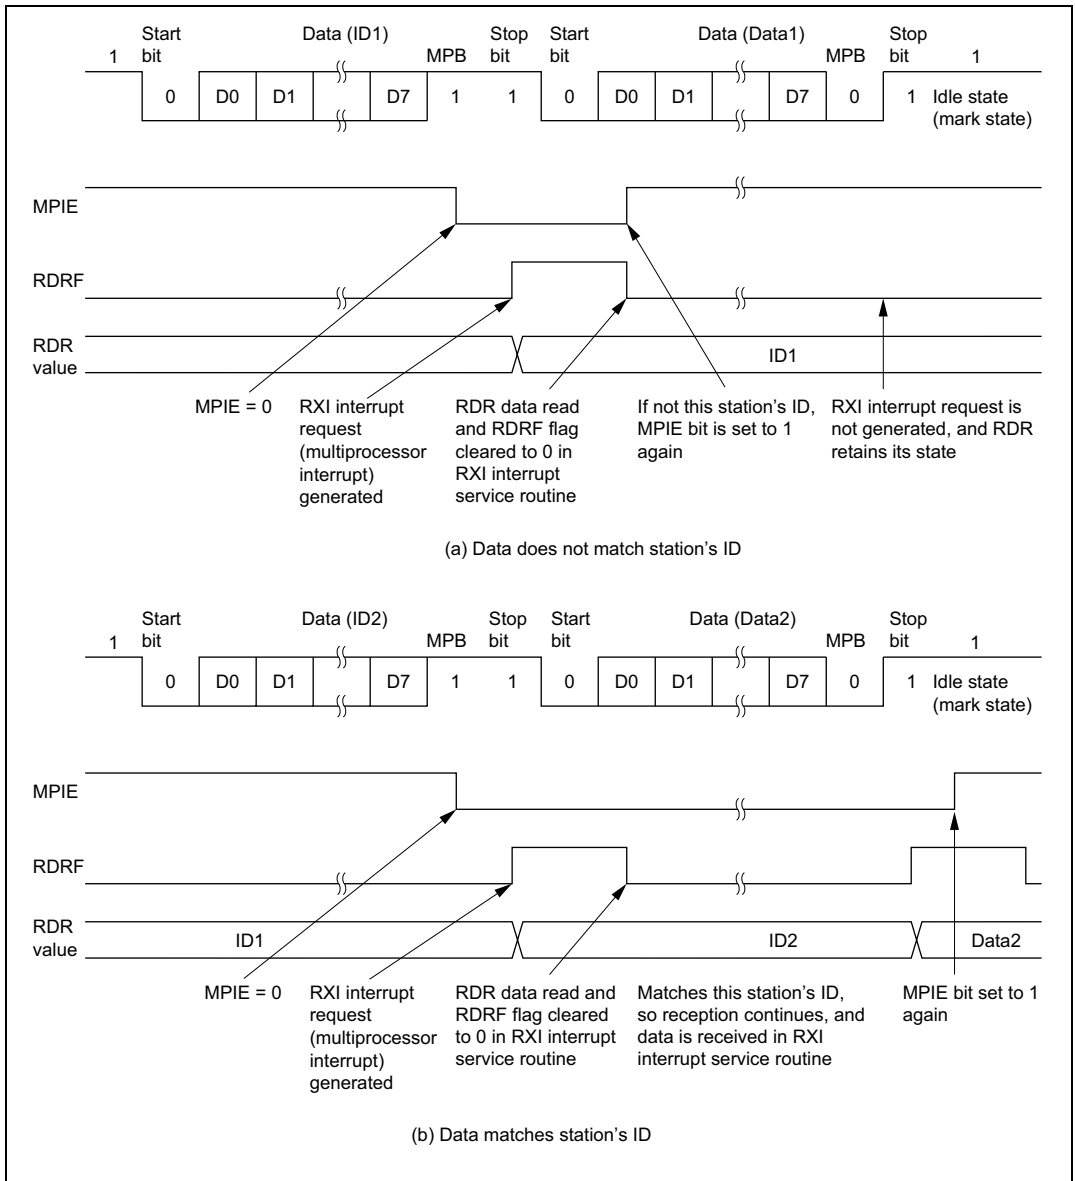 Start bit
Data (ID1)
Stop bit
Start bit
Data (Data1)
Stop bit
1
MPB
MPB
1
0
D0
D1
D7
1
1
0
D0
D1
D7
0
1
Idle state
(mark state)
MPIE
RDRF
RDR
value
ID1
MPIE = 0
RXI interrupt
request
(multiprocessor
interrupt)
generated
RDR data read
and RDRF flag
cleared to 0 in
RXI interrupt
service routine
If not this station's ID,
MPIE bit is set to 1
again
RXI interrupt request is
not generated, and RDR
retains its state
(a) Data does not match station's ID
Start bit
Data (ID2)
Stop bit
Start bit
Data (Data2)
Stop bit
1
MPB
MPB
1
0
D0
D1
D7
1
1
0
D0
D1
D7
0
1
Idle state
(mark state)
MPIE
RDRF
RDR
value
ID1
ID2
Data2
MPIE = 0
RXI interrupt
request
(multiprocessor
interrupt)
generated
RDR data read and
RDRF flag cleared
to 0 in RXI interrupt
service routine
Matches this station's ID,
so reception continues, and
data is received in RXI
interrupt service routine
MPIE bit set to 1
again
(b) Data matches station's ID